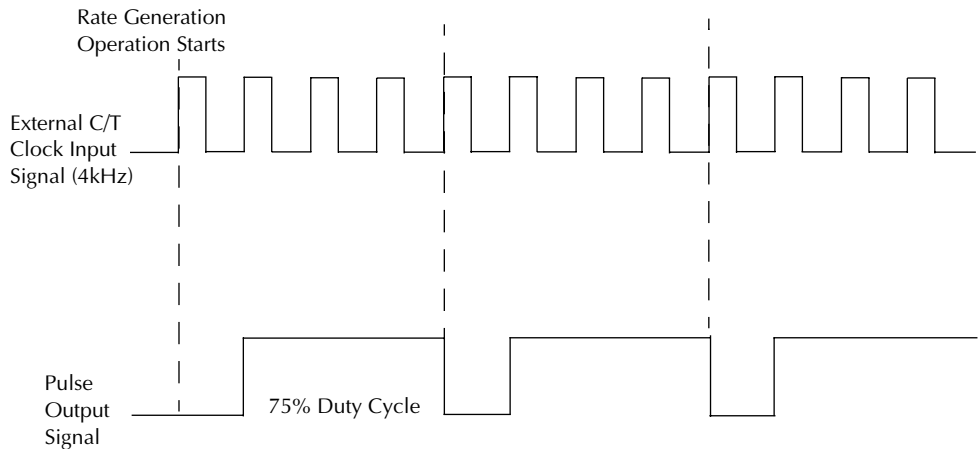 Rate Generation
Operation Starts
External C/T
Clock Input
Signal (4kHz)
Pulse
Output
Signal
75% Duty Cycle